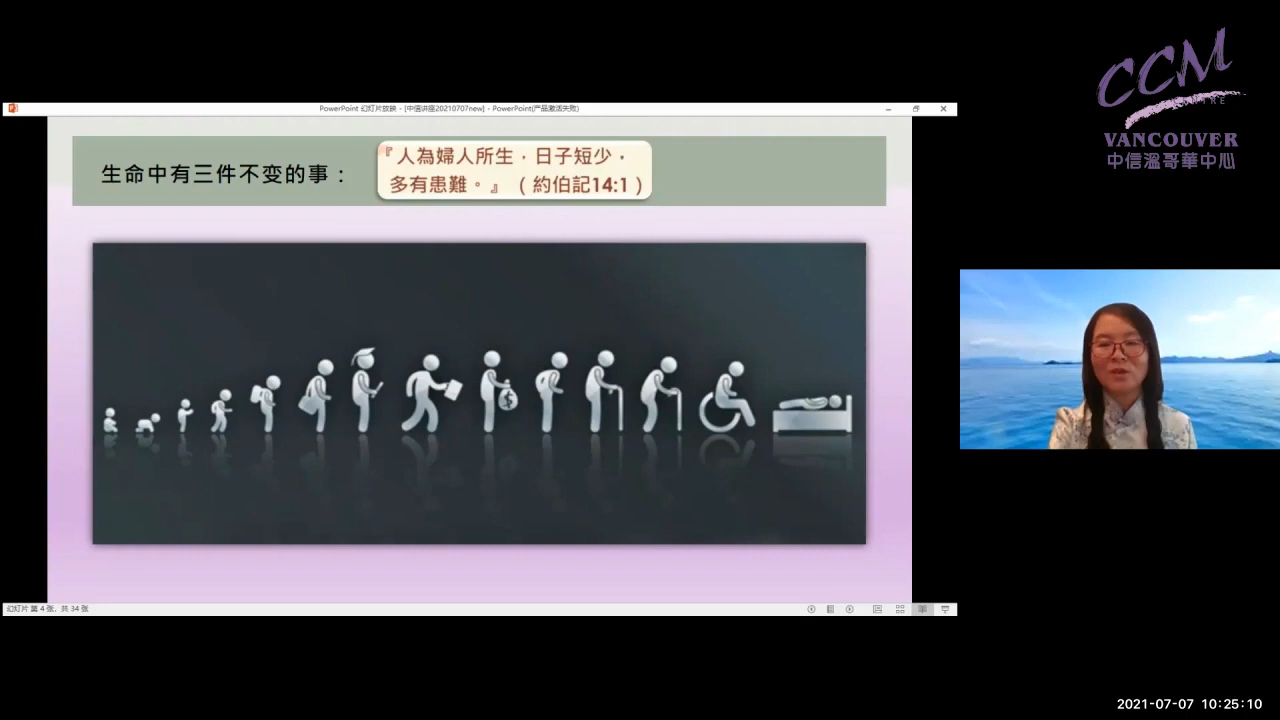 CCM
CENTRE
VANCOUVER
中信溫哥華中心
PowerPoint 幻灯片放映 - [中信讲座20210707new] - PowerPoint(产品激活失败)
生命中有三件不变的事：
『人為婦人所生，日子短少，
多有患難。』（約伯記14:1）
幻灯片 第 4 张，共 34 张
2021-07-07 10:25:10